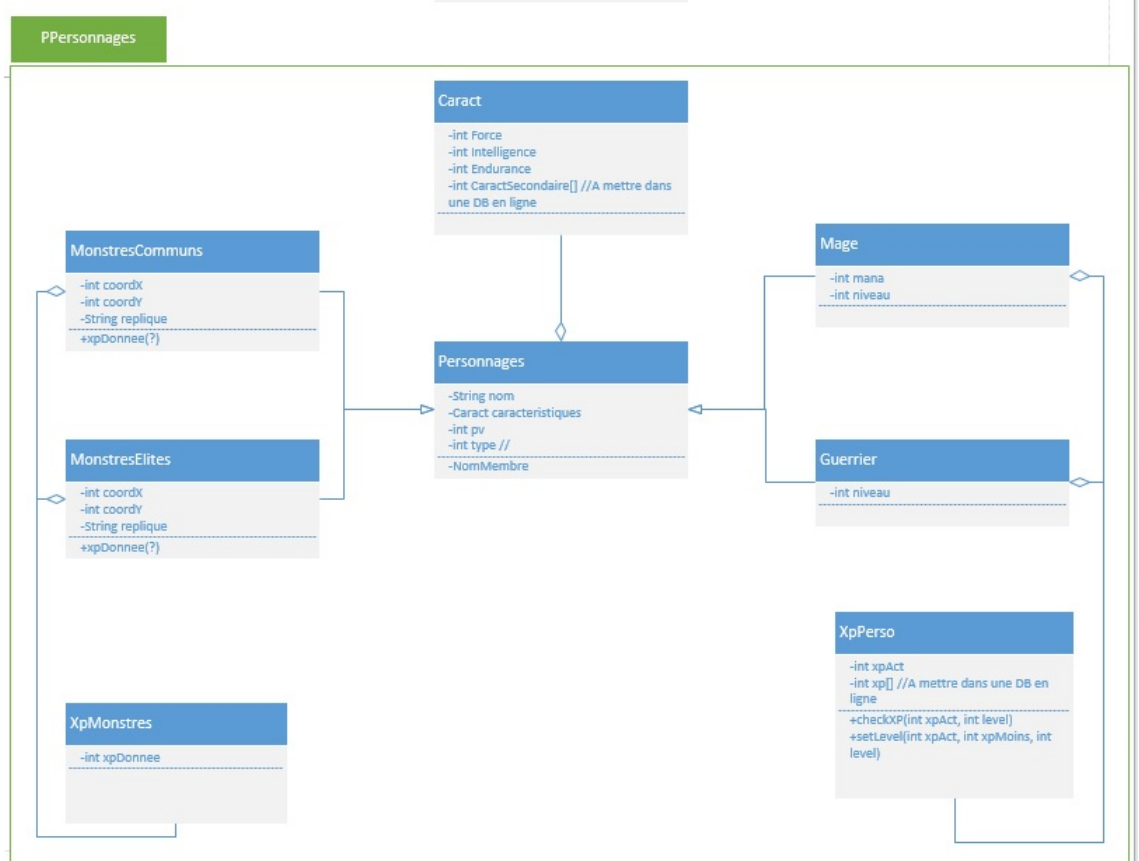 PPersonnages
Caract
-int Force
-int Intelligence
-int Endurance
-int CaractSecondaire[] //A mettre dans
une DB en ligne
MonstresCommuns
-int coordX
-int coordY
-String replique
+xpDonnee(?)
Mage
-int mana
-int niveau
Personnages
-String nom
-Caract caracteristiques
-int pv
-int type //
-NomMembre
MonstresElites
-int coordX
-int coordY
-String replique
+xpDonnee(?)
Guerrier
-int niveau
XpPerso
-int xpAct
-int xp[] //A mettre dans une DB en
ligne
+checkXP(int xpAct, int level)
+setLevel(int xpAct, int xpMoins, int
level)
XpMonstres
-int xpDonnee